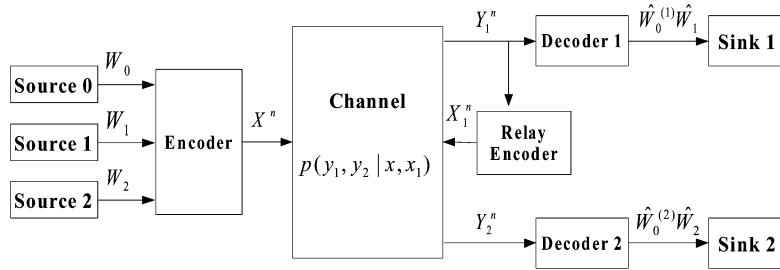 Source 0
W_0
Source 1
W_1
Source 2
W_2
Encoder
X^n
Channel
p(y_1, y_2 | x, x_1)
Y_1^n
Decoder 1
Ŵ_0^(1) Ŵ_1
Sink 1
X_1^n
Relay
Encoder
Y_2^n
Decoder 2
Ŵ_0^(2) Ŵ_2
Sink 2